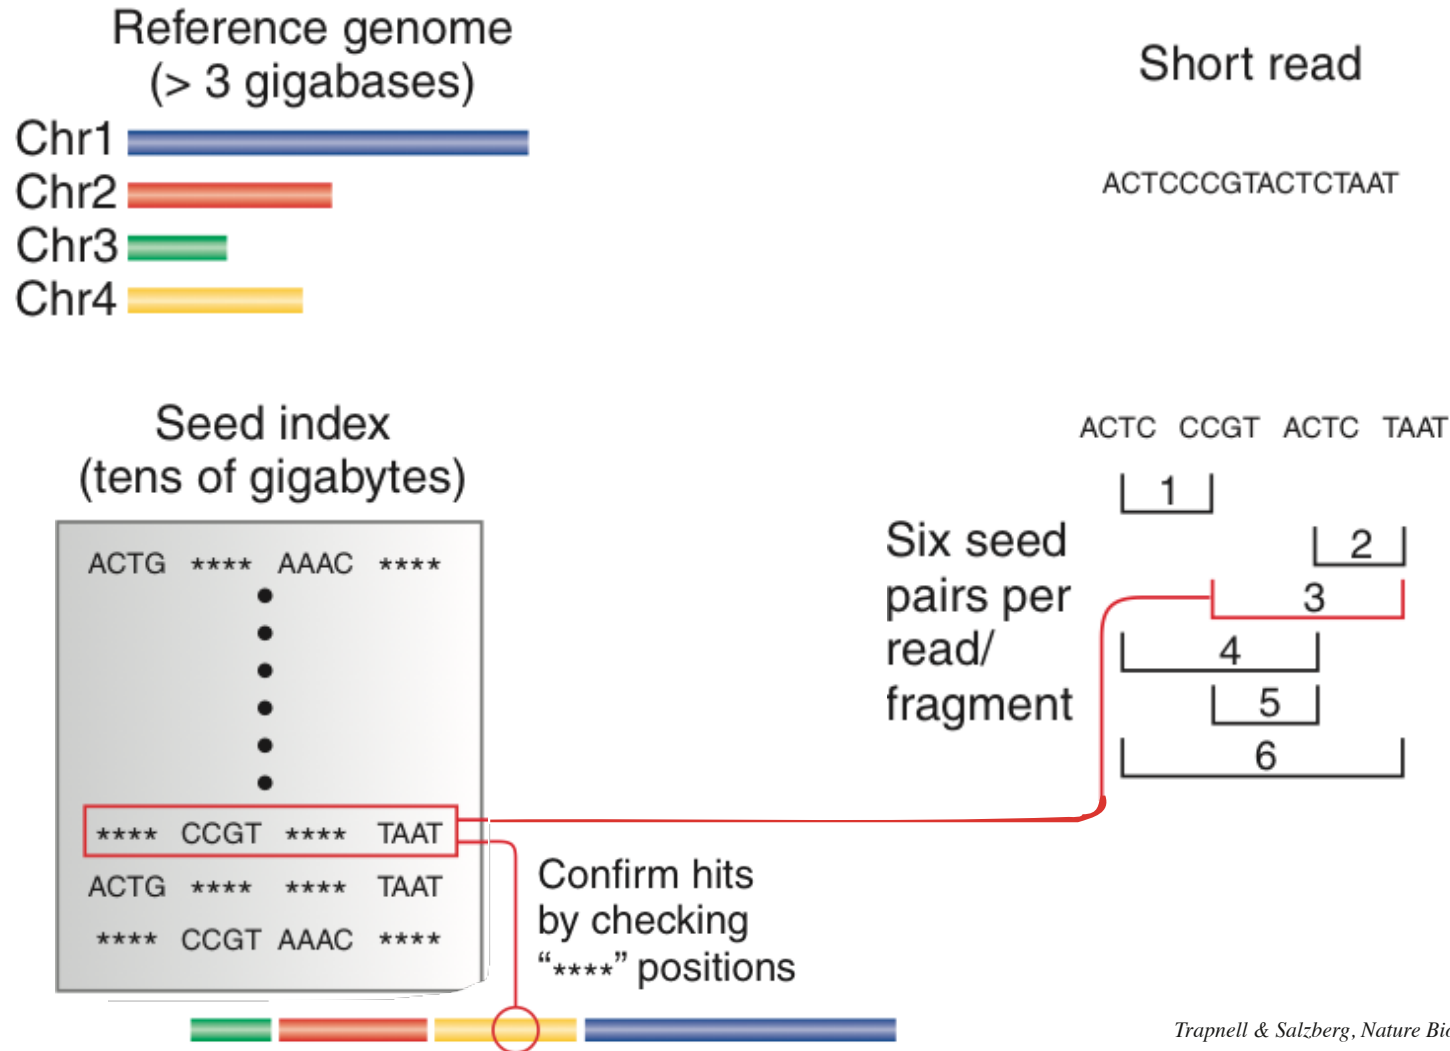 Reference genome
(> 3 gigabases)
Chr1
Chr2
Chr3
Chr4
Short read
ACTCCCGTACTCTAAT
Seed index
(tens of gigabytes)
ACTG **** AAAC ****
**** CCGT **** TAAT
ACTG **** **** TAAT
**** CCGT AAAC ****
Confirm hits
by checking
“****” positions
ACTC CCGT ACTC TAAT
Six seed
pairs per
read/
fragment
1
2
3
4
5
6
Trapnell & Salzberg, Nature